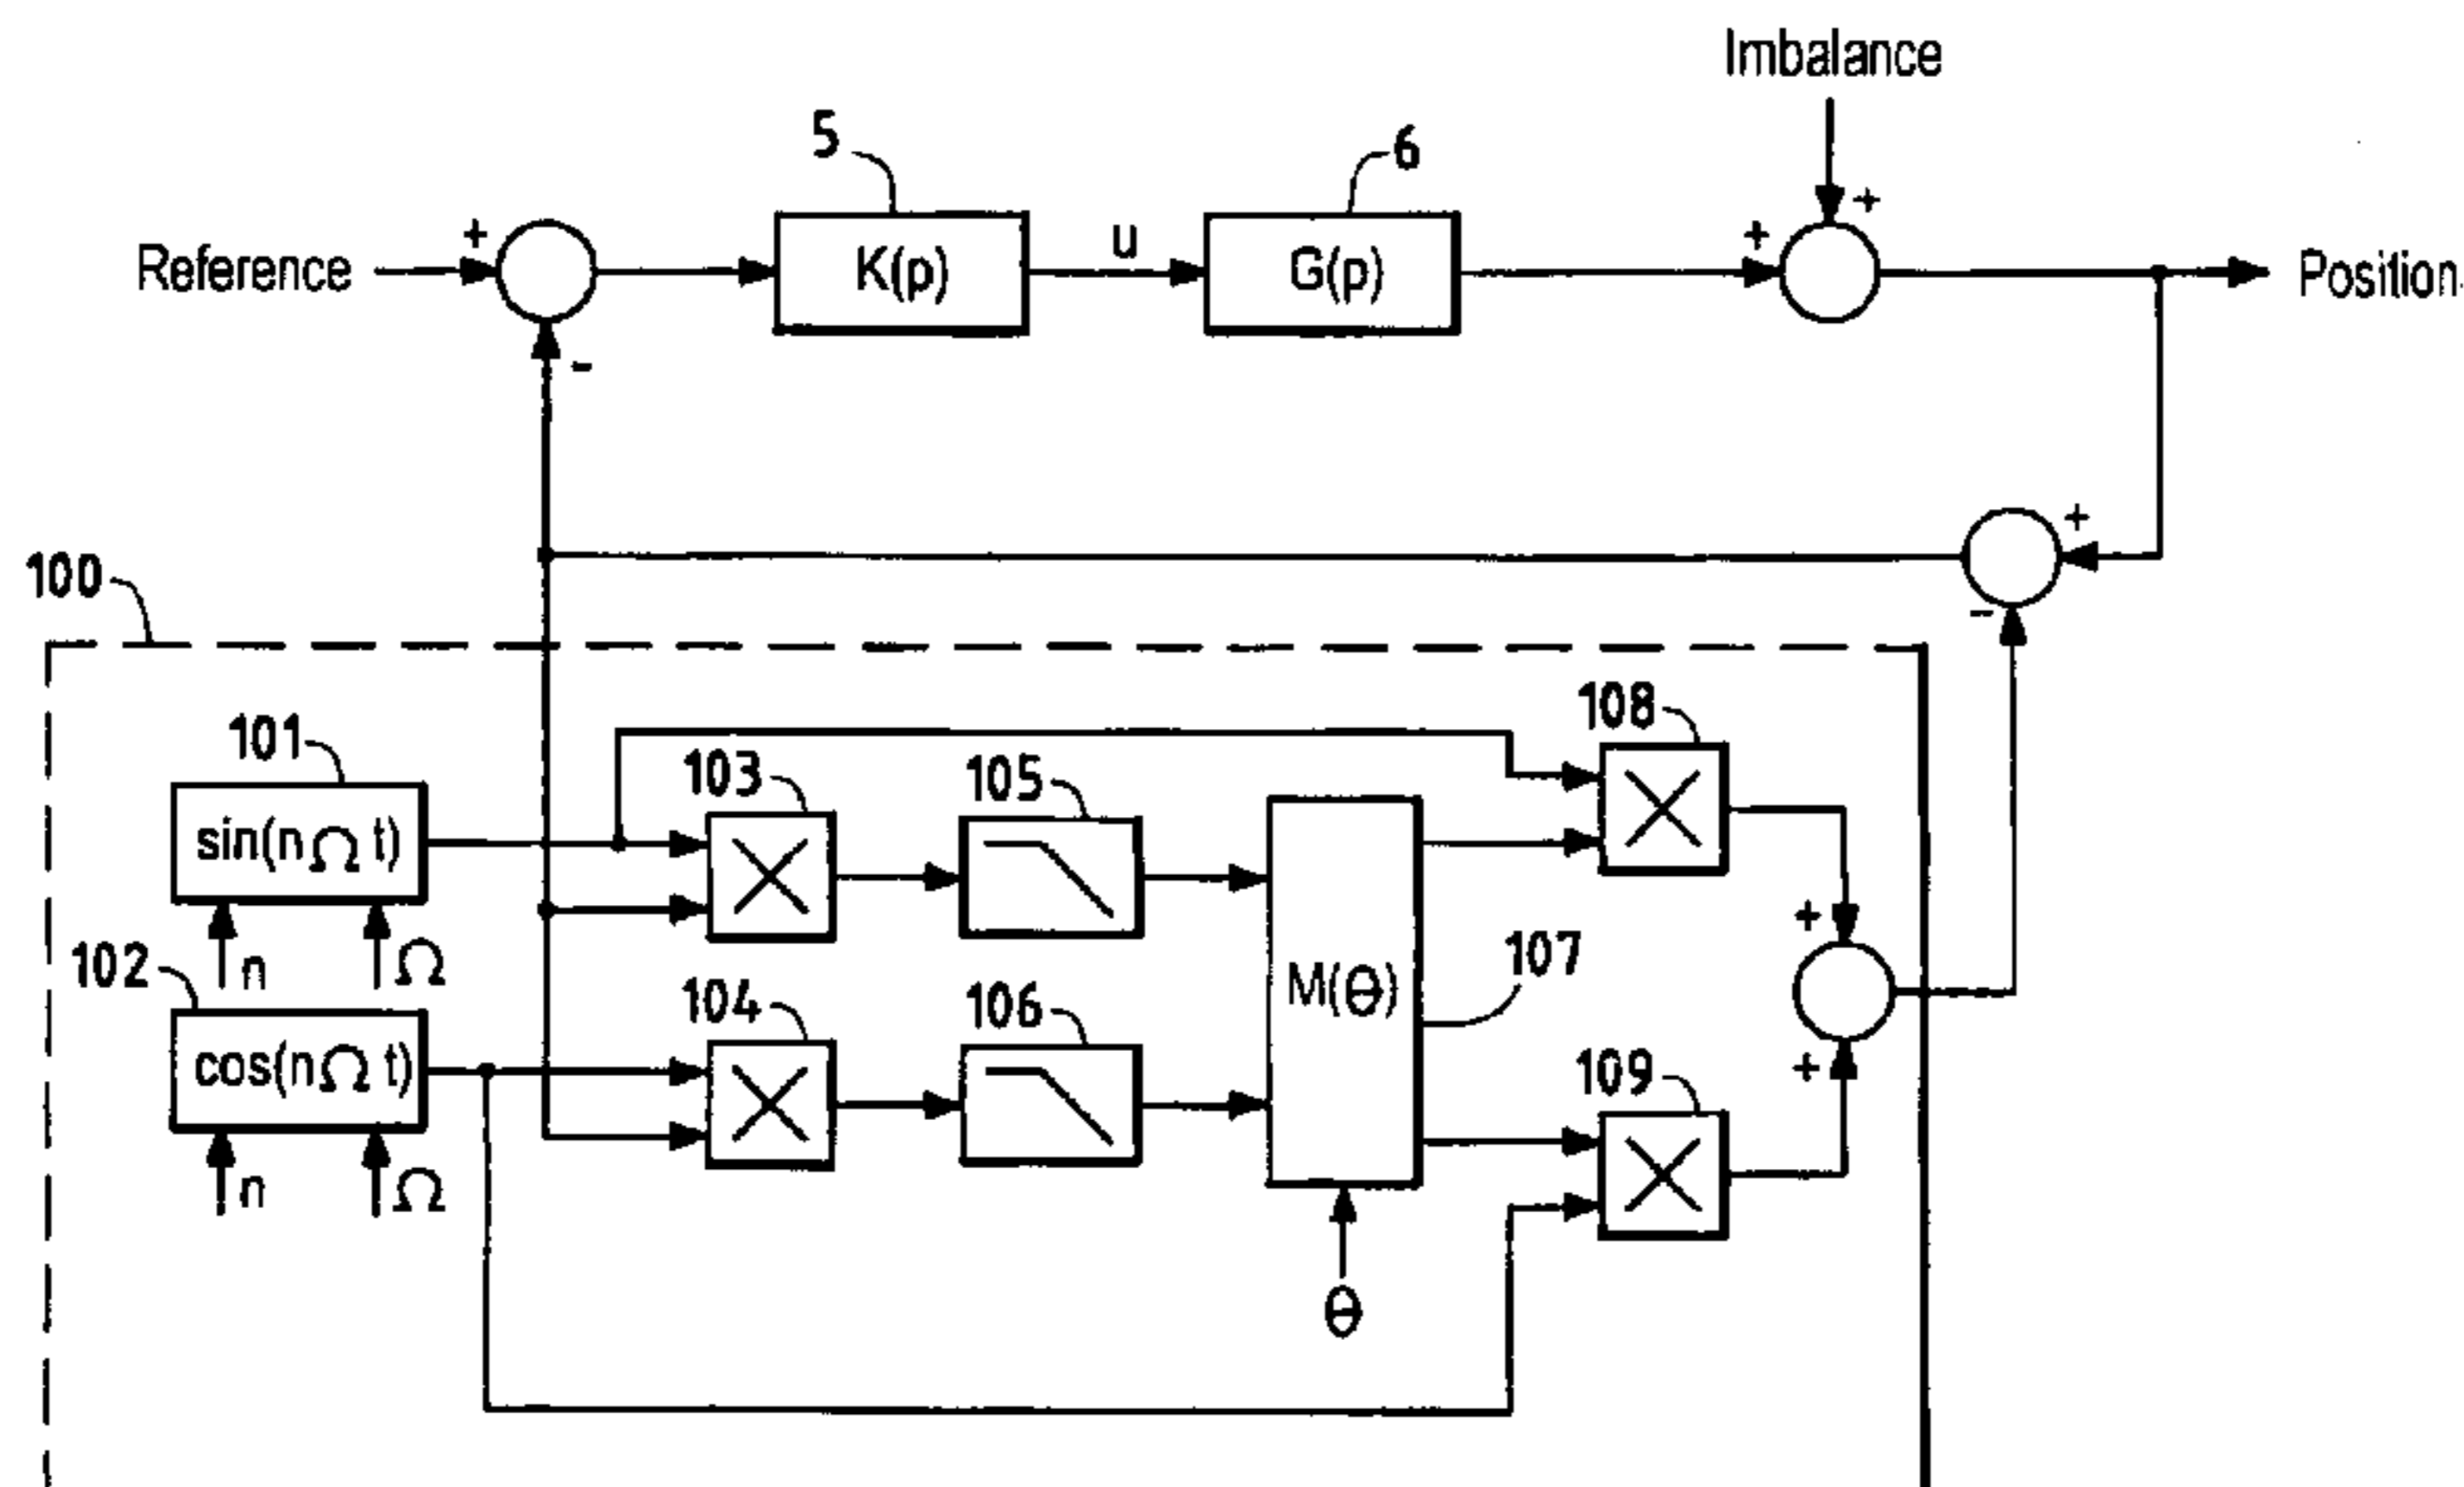 Imbalance
5
6
+
+
+
Reference
K(p)
u
G(p)
Position
-
+
100
-
101
103
105
108
sin(nΩ t)
n
Ω
102
104
106
M(θ)
107
+
cos(nΩ t)
109
+
n
Ω
θ